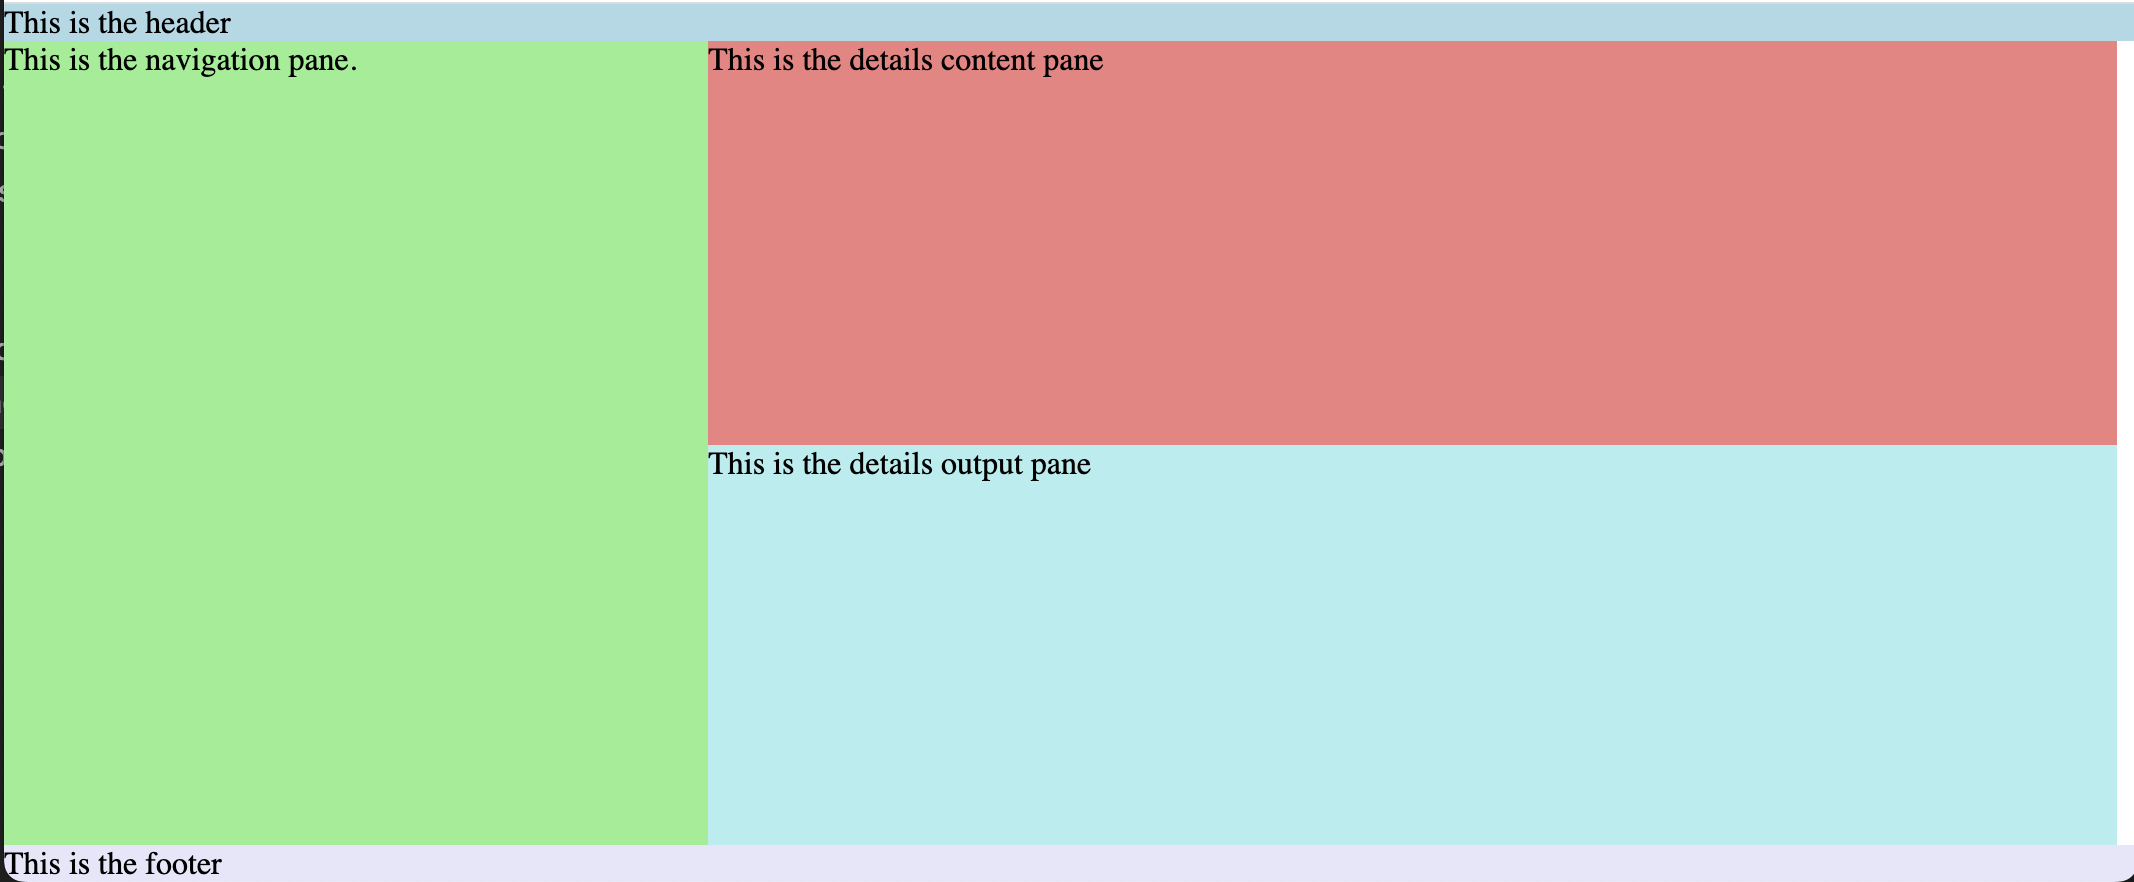 This is the header
This is the navigation pane.
This is the details content pane
This is the details output pane
This is the footer